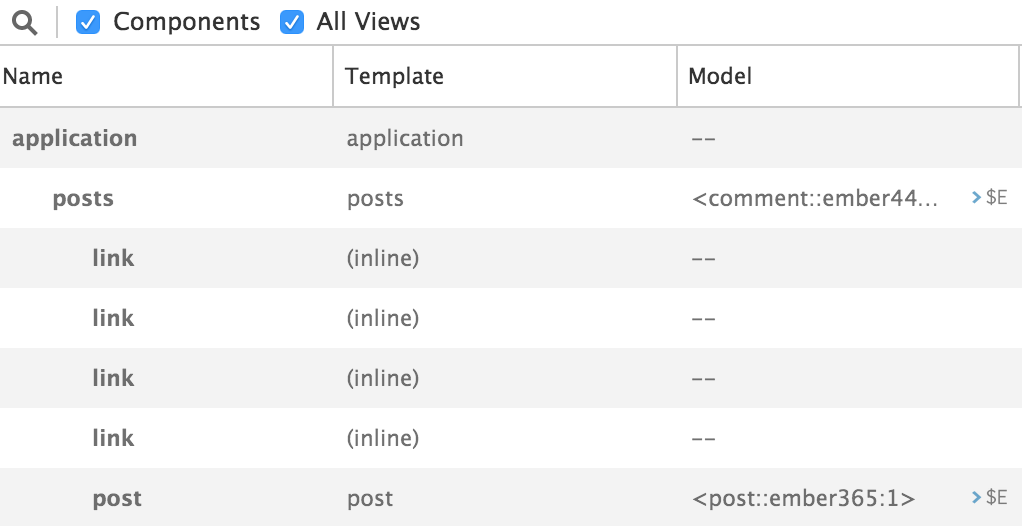 Components All Views
Name Template Model
application application --
posts posts <comment::ember44... >$E
link (inline) --
link (inline) --
link (inline) --
link (inline) --
post post <post::ember365:1> >$E